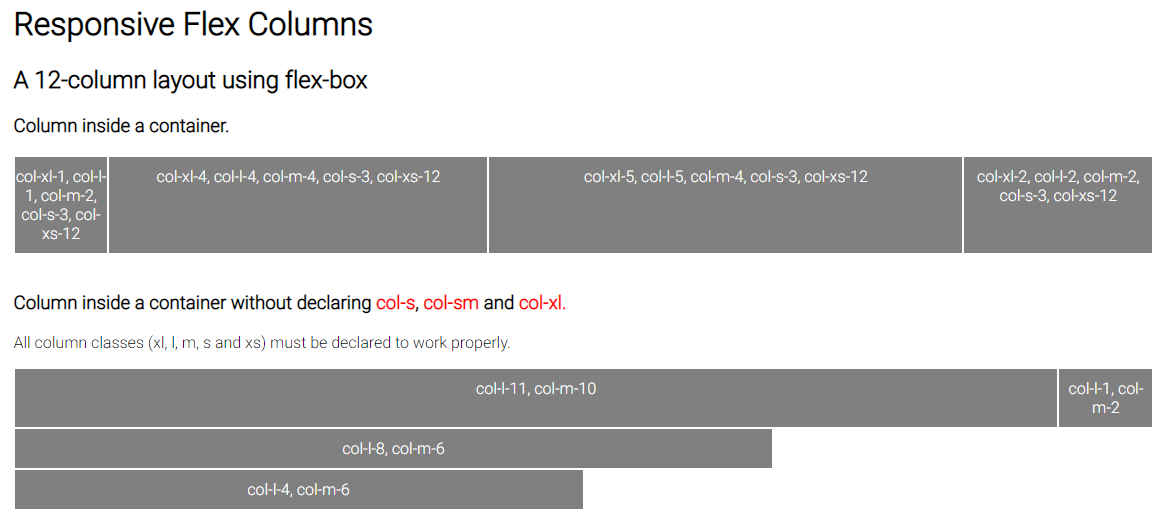 Responsive Flex Columns
A 12-column layout using flex-box
Column inside a container.
col-xl-1, col-l-
1, col-m-2,
col-s-3, col-
xs-12
col-xl-4, col-l-4, col-m-4, col-s-3, col-xs-12
col-xl-5, col-l-5, col-m-4, col-s-3, col-xs-12
col-xl-2, col-l-2, col-m-2,
col-s-3, col-xs-12
Column inside a container without declaring col-s, col-sm and col-xl.
All column classes (xl, l, m, s and xs) must be declared to work properly.
col-l-11, col-m-10
col-l-1, col-
m-2
col-l-8, col-m-6
col-l-4, col-m-6